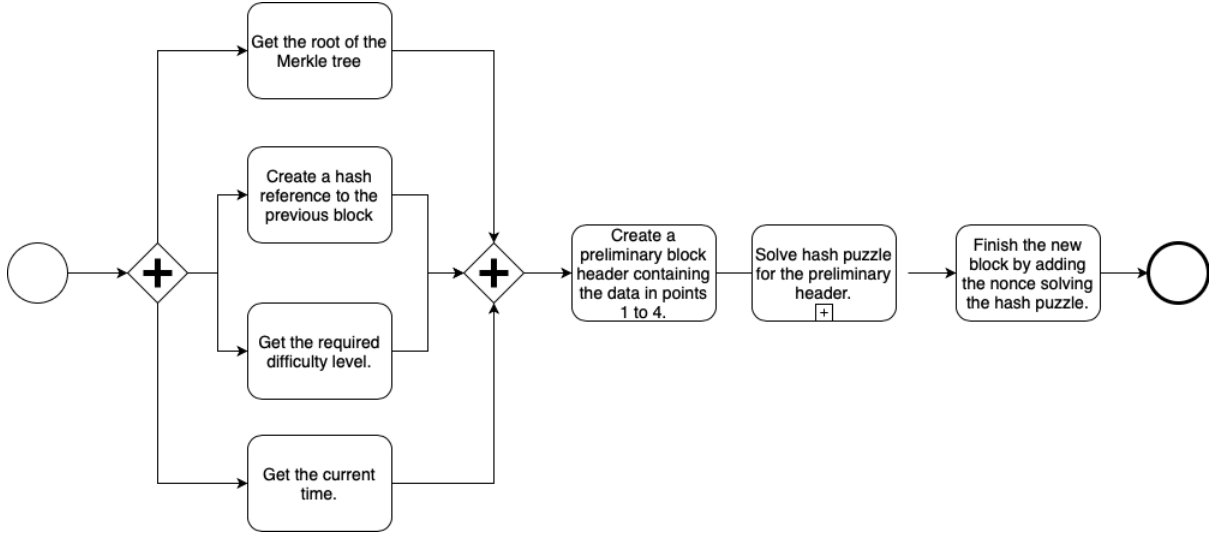 Get the root of the
Merkle tree
Create a hash
reference to the
previous block
Get the required
difficulty level.
Get the current
time.
Create a
preliminary block
header containing
the data in points
1 to 4.
Solve hash puzzle
for the preliminary
header.
Finish the new
block by adding
the nonce solving
the hash puzzle.